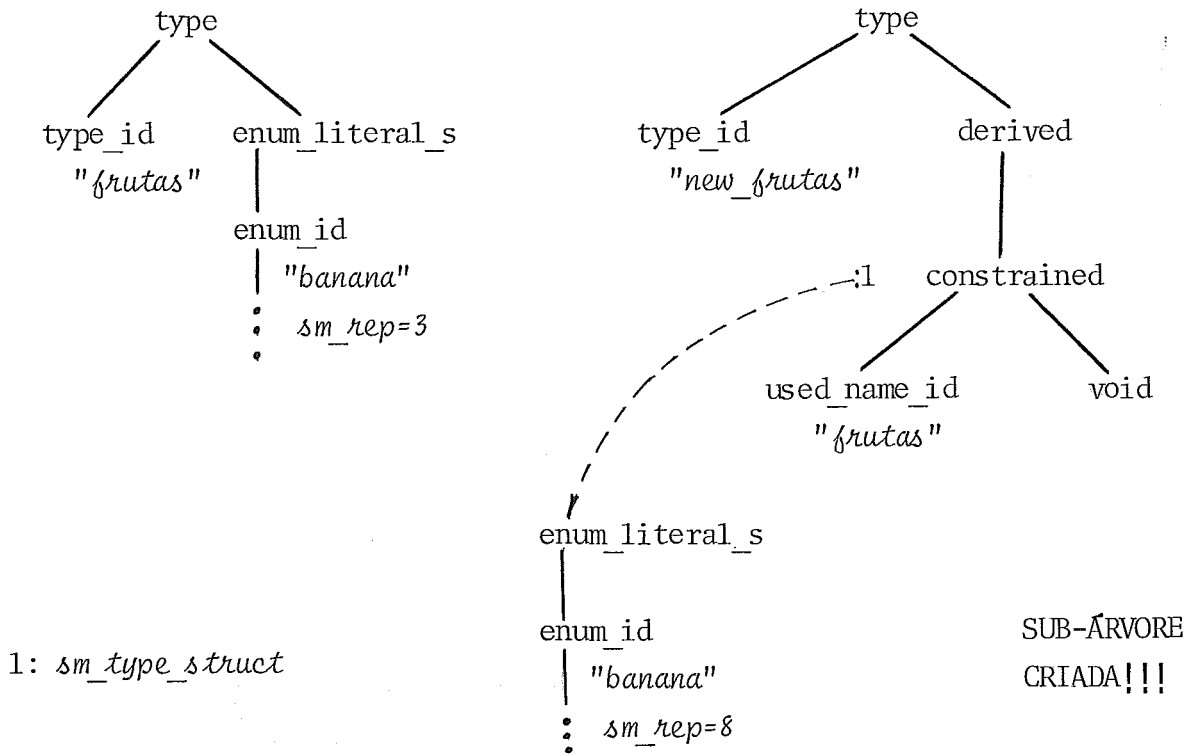 type
type_id enum_literal_s
"frutas"
enum_id
"banana"
sm_rep=3
type
type_id derived
"new_frutas"
:1 constrained
used_name_id void
"frutas"
enum_literal_s
enum_id
"banana"
sm_rep=8
1: sm_type_struct
SUB-ÁRVORE
CRIADA!!!